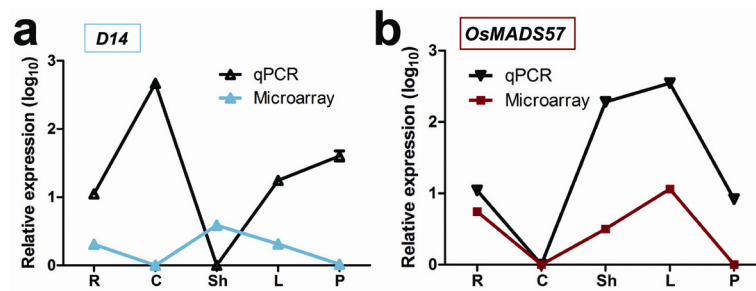 a
D14
Relative expression (log10)
3
2
1
0
qPCR
Microarray
R C Sh L P
b
OsMADS57
Relative expression (log10)
3
2
1
0
qPCR
Microarray
R C Sh L P